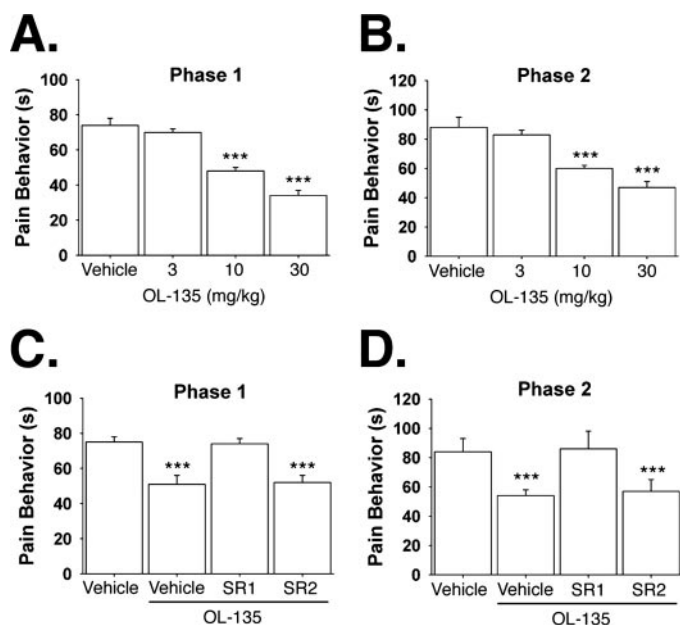 A.
Phase 1
Pain Behavior (s)
100
80
60
40
20
0
***
***
Vehicle 3 10 30
OL-135 (mg/kg)
B.
Phase 2
Pain Behavior (s)
120
100
80
60
40
20
0
***
***
Vehicle 3 10 30
OL-135 (mg/kg)
C.
Phase 1
Pain Behavior (s)
100
80
60
40
20
0
***
***
Vehicle Vehicle SR1 SR2
OL-135
D.
Phase 2
Pain Behavior (s)
120
100
80
60
40
20
0
***
***
Vehicle Vehicle SR1 SR2
OL-135